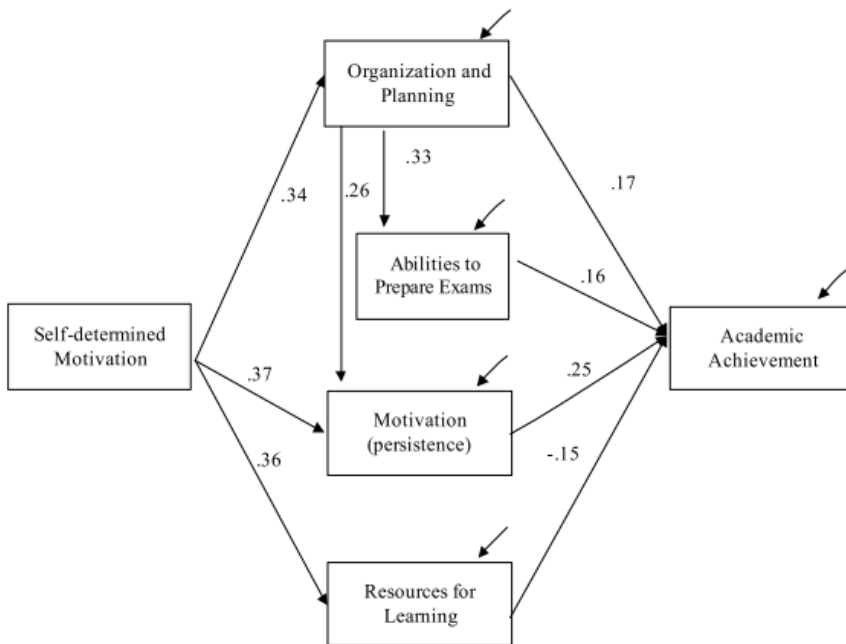 Organization and
Planning
.33
.34
.26
.17
Abilities to
Prepare Exams
.16
Self-determined
Motivation
Academic
Achievement
.37
.25
Motivation
(persistence)
.36
-.15
Resources for
Learning